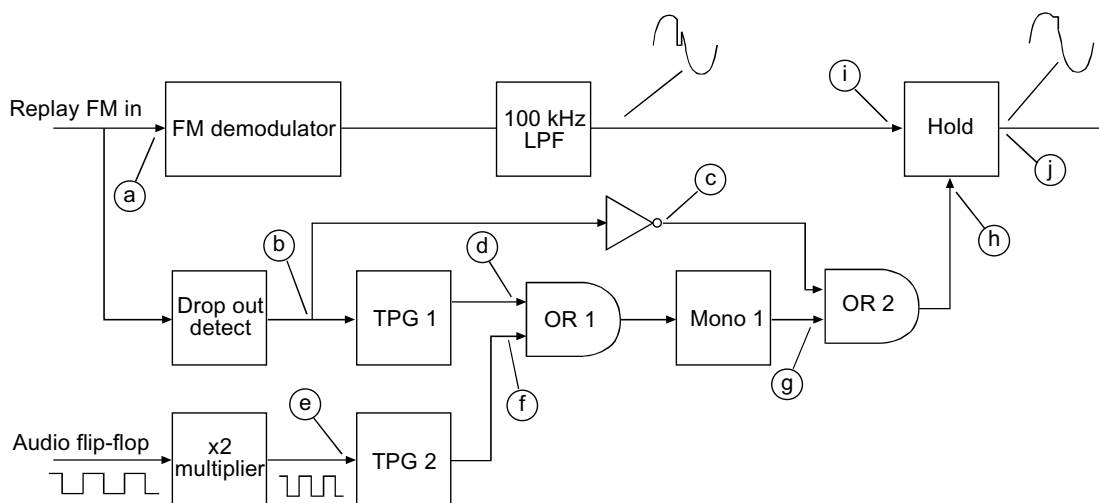 Replay FM in
FM demodulator
100 kHz
LPF
Hold
i
j
a
c
h
b
d
Drop out
detect
TPG 1
OR 1
Mono 1
OR 2
g
f
e
Audio flip-flop
x2
multiplier
TPG 2